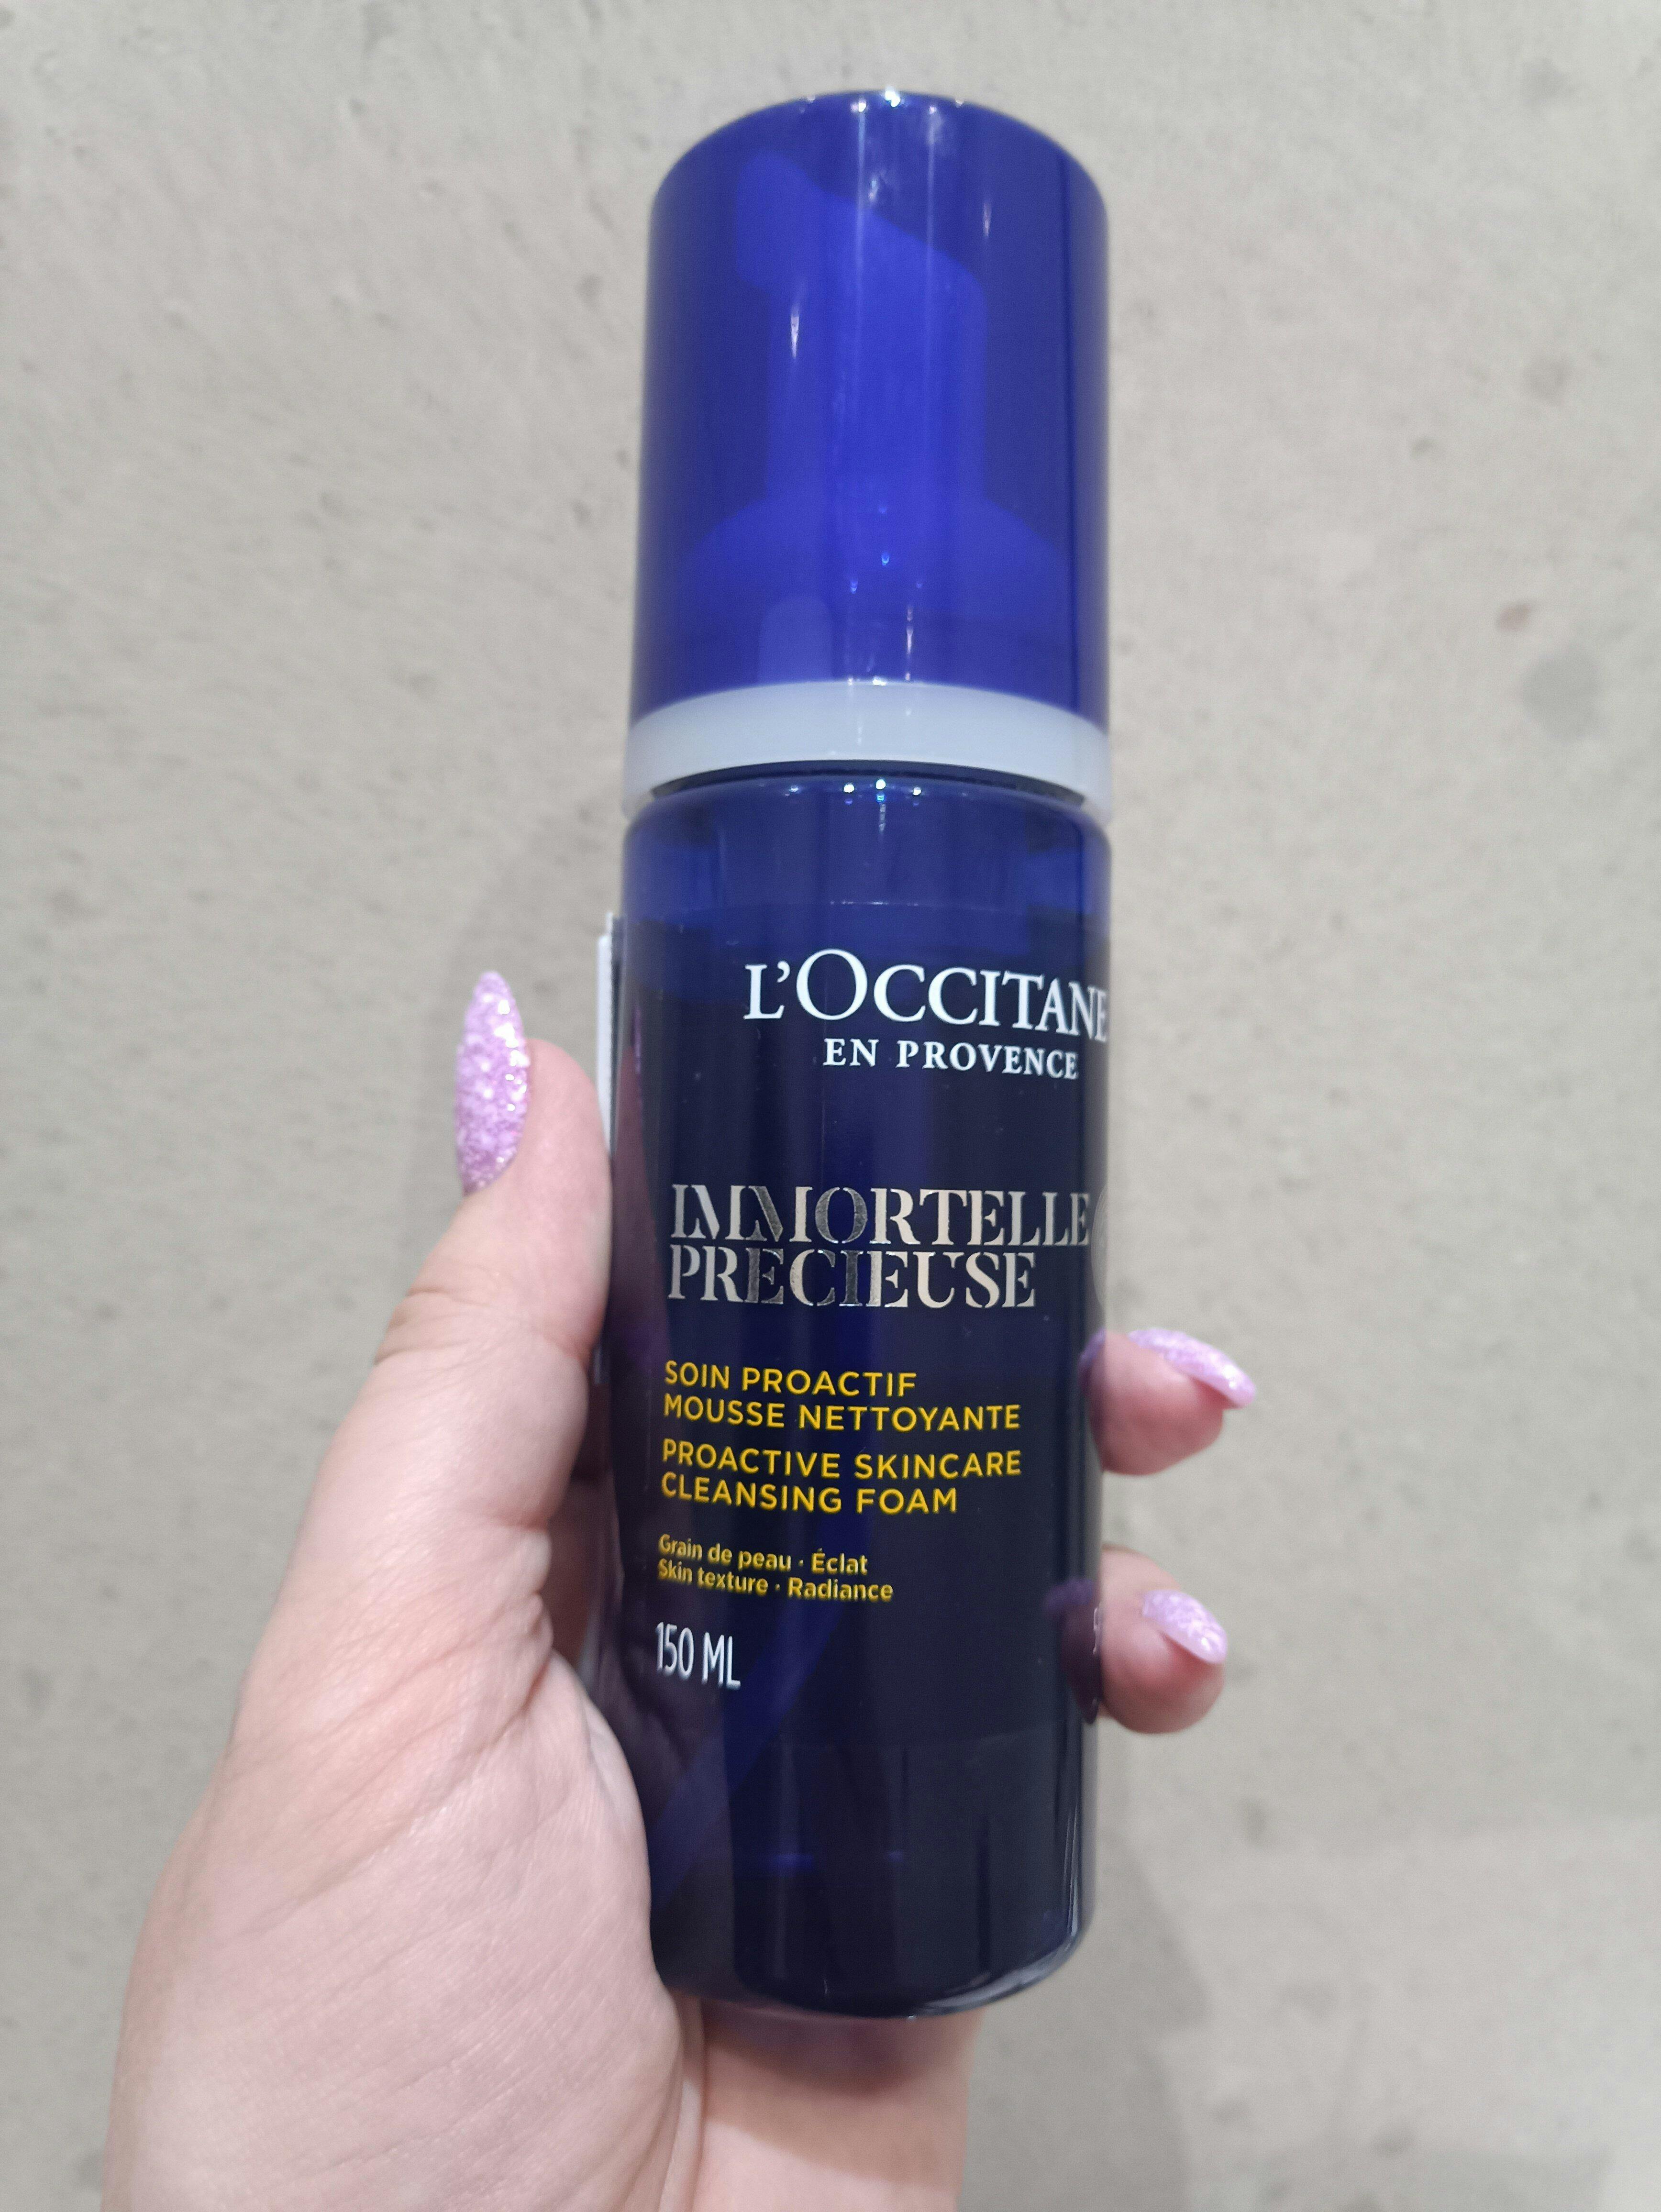 L'OCCITANE
EN PROVENCE
IMMORTELLE
PRECIEUSE
SOIN PROACTIF
MOUSSE NETTOYANTE
PROACTIVE SKINCARE
CLEANSING FOAM
Grain de peau · Éclat
Skin texture · Radiance
150 ML